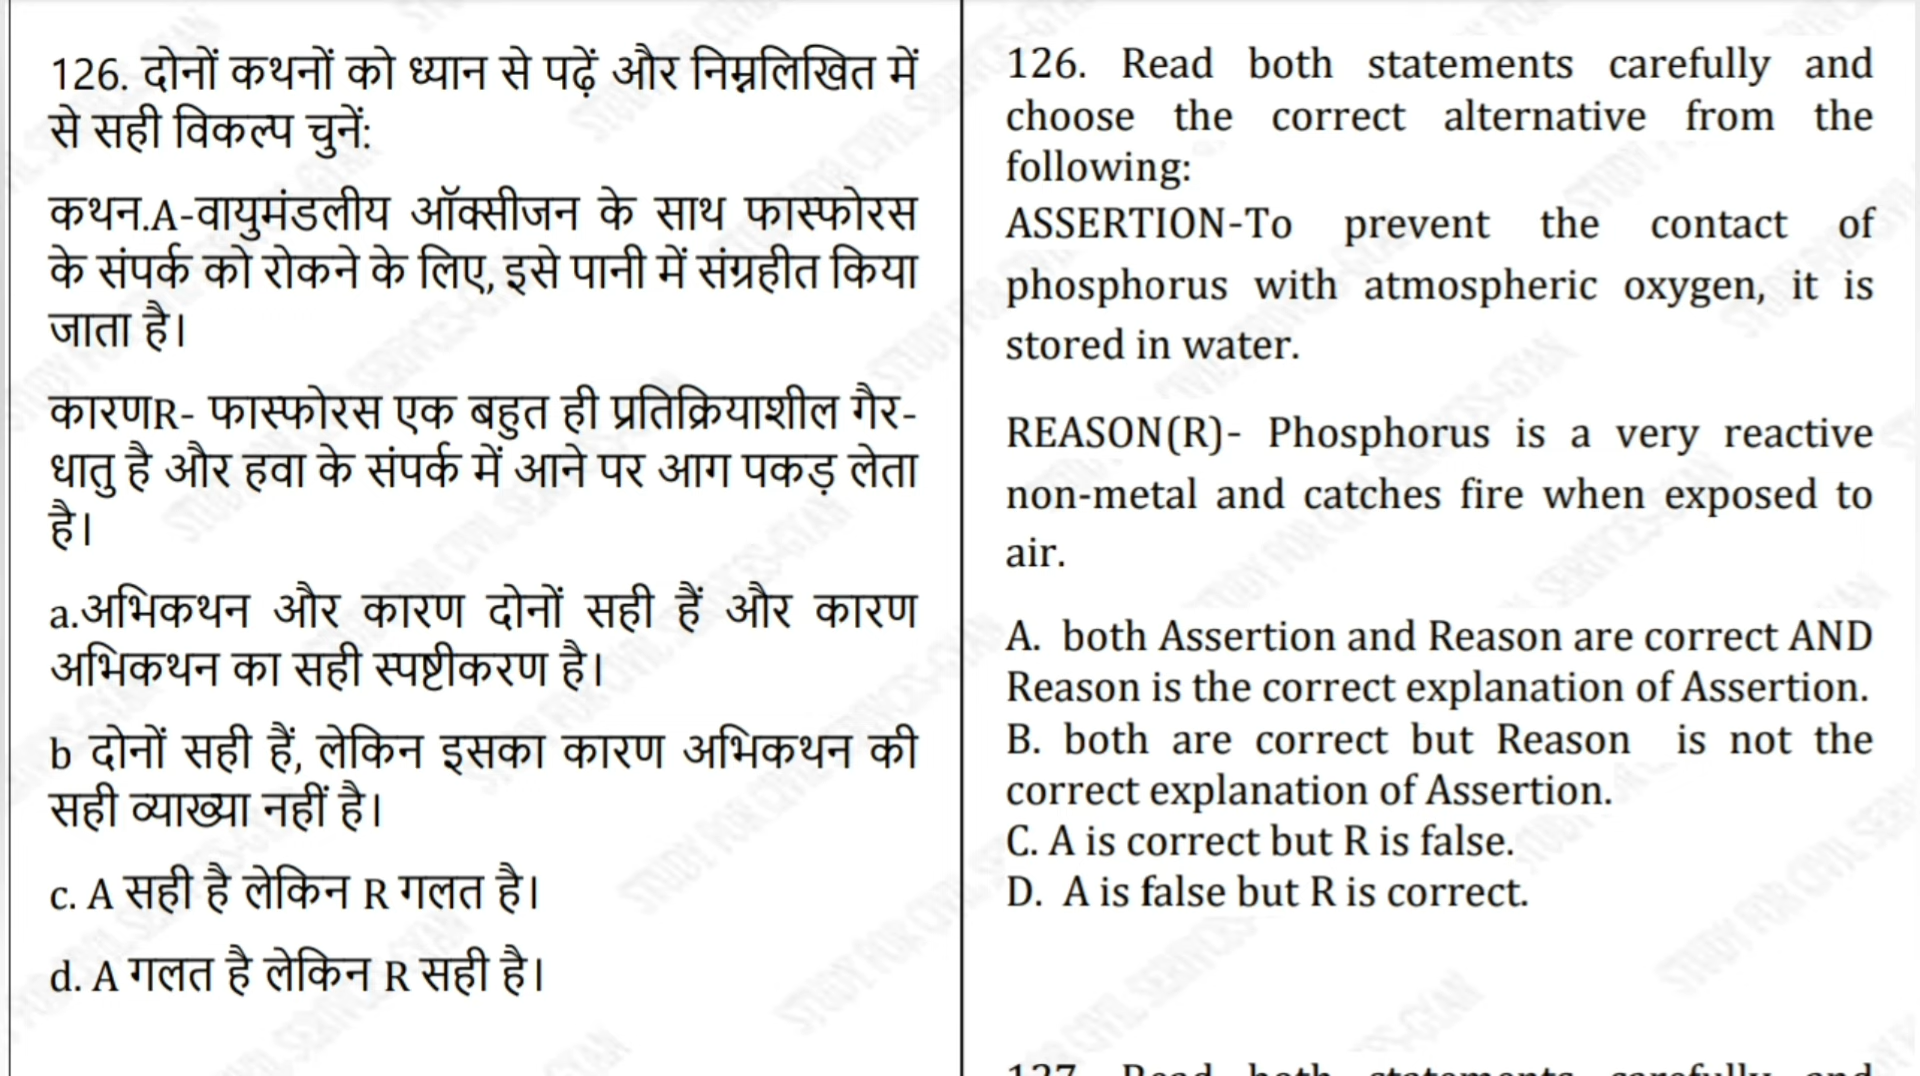 126. दोनों कथनों को ध्यान से पढ़ें और निम्नलिखित में
से सही विकल्प चुनें:
कथन.A-वायुमंडलीय ऑक्सीजन के साथ फास्फोरस
के संपर्क को रोकने के लिए, इसे पानी में संग्रहीत किया
जाता है।
कारणR- फास्फोरस एक बहुत ही प्रतिक्रियाशील गैर-
धातु है और हवा के संपर्क में आने पर आग पकड़ लेता
है।
a.अभिकथन और कारण दोनों सही हैं और कारण
अभिकथन का सही स्पष्टीकरण है।
b दोनों सही हैं, लेकिन इसका कारण अभिकथन की
सही व्याख्या नहीं है।
c. A सही है लेकिन R गलत है।
d. A गलत है लेकिन R सही है।
126. Read both statements carefully and
choose the correct alternative from the
following:
ASSERTION-To prevent the contact of
phosphorus with atmospheric oxygen, it is
stored in water.
REASON(R)- Phosphorus is a very reactive
non-metal and catches fire when exposed to
air.
A. both Assertion and Reason are correct AND
Reason is the correct explanation of Assertion.
B. both are correct but Reason is not the
correct explanation of Assertion.
C. A is correct but R is false.
D. A is false but R is correct.
127. Read both statements carefully and